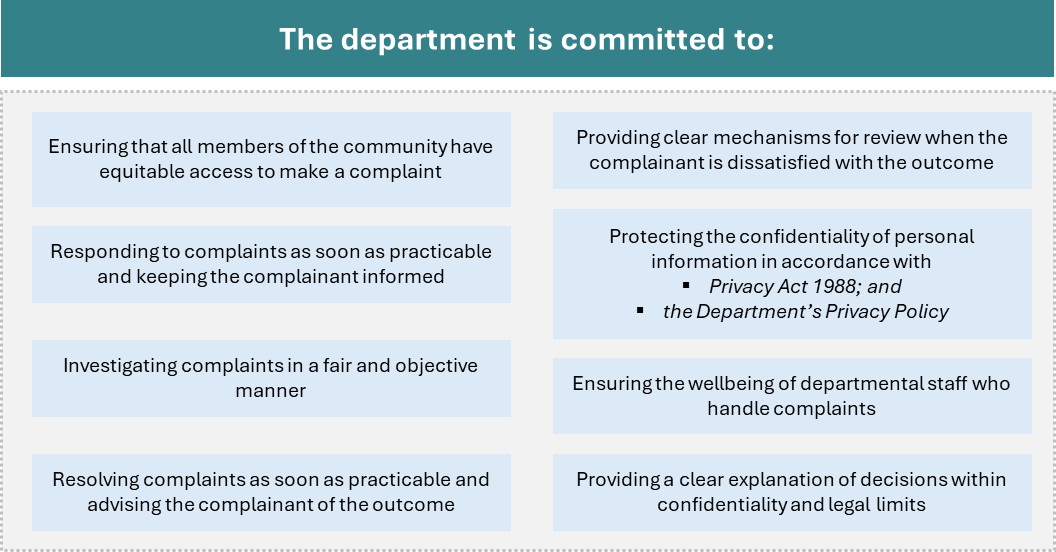 The department is committed to:
Ensuring that all members of the community have
equitable access to make a complaint
Responding to complaints as soon as practicable
and keeping the complainant informed
Investigating complaints in a fair and objective
manner
Resolving complaints as soon as practicable and
advising the complainant of the outcome
Providing clear mechanisms for review when the
complainant is dissatisfied with the outcome
Protecting the confidentiality of personal
information in accordance with
▪ Privacy Act 1988; and
▪ the Department’s Privacy Policy
Ensuring the wellbeing of departmental staff who
handle complaints
Providing a clear explanation of decisions within
confidentiality and legal limits